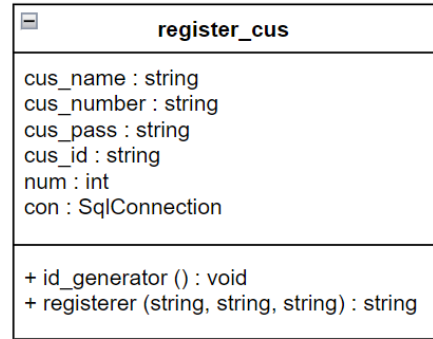 register_cus
cus_name : string
cus_number : string
cus_pass : string
cus_id : string
num : int
con : SqlConnection
+ id_generator () : void
+ registerer (string, string, string) : string